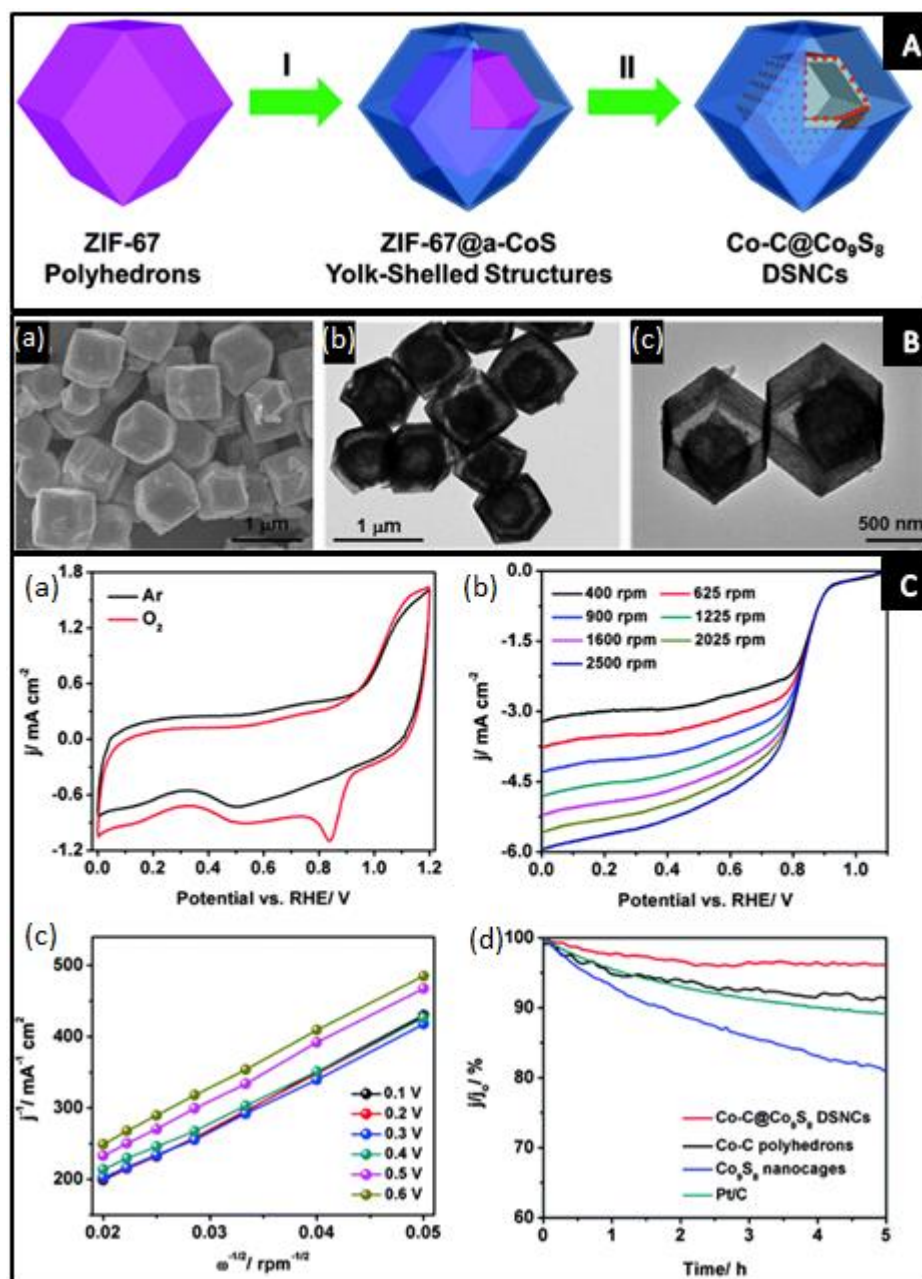 A
I
II
ZIF-67
Polyhedrons
ZIF-67@a-CoS
Yolk-Shelled Structures
Co-C@Co₉S₈
DSNCs
B
(a)
1 μm
(b)
1 μm
(c)
500 nm
C
(a)
Ar
O₂
1.8
1.2
0.6
0.0
-0.6
-1.2
j/ mA cm⁻²
0.0 0.2 0.4 0.6 0.8 1.0 1.2
Potential vs. RHE/ V
(b)
400 rpm 625 rpm
900 rpm 1225 rpm
1600 rpm 2025 rpm
2500 rpm
0.0
-1.5
-3.0
-4.5
-6.0
j/ mA cm⁻²
0.0 0.2 0.4 0.6 0.8 1.0
Potential vs. RHE/ V
(c)
500
400
300
200
j⁻¹/ mA⁻¹ cm²
0.1 V
0.2 V
0.3 V
0.4 V
0.5 V
0.6 V
0.02 0.03 0.04 0.05
ω⁻¹/²/ rpm⁻¹/²
(d)
100
90
80
70
60
j/j₀/ %
Co-C@Co₉S₈ DSNCs
Co-C polyhedrons
Co₉S₈ nanocages
Pt/C
0 1 2 3 4 5
Time/ h